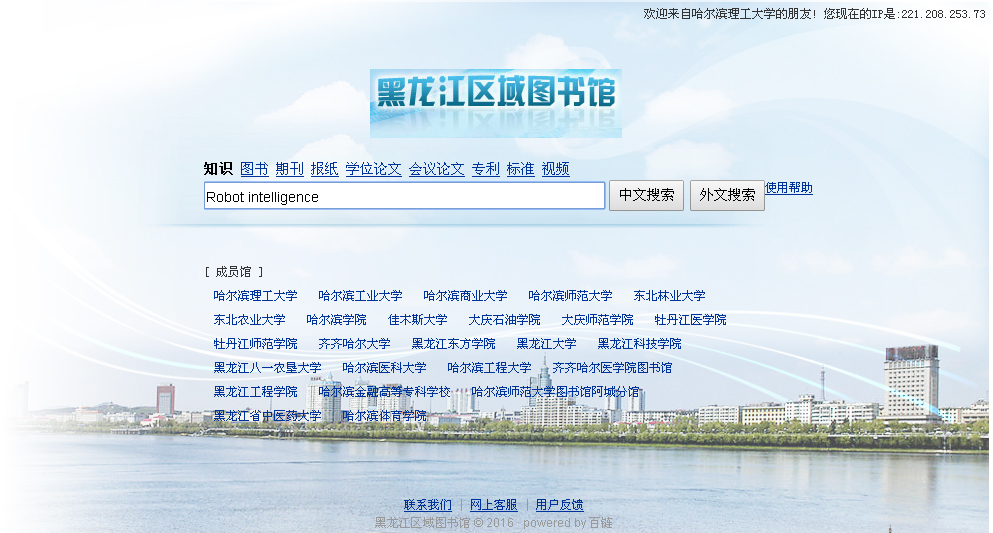 欢迎来自哈尔滨理工大学的朋友! 您现在的IP是:221.208.253.73
黑龙江区域图书馆
知识 图书 期刊 报纸 学位论文 会议论文 专利 标准 视频
Robot intelligence 中文搜索 外文搜索 使用帮助
[ 成员馆 ]
哈尔滨理工大学 哈尔滨工业大学 哈尔滨商业大学 哈尔滨师范大学 东北林业大学
东北农业大学 哈尔滨学院 佳木斯大学 大庆石油学院 大庆师范学院 牡丹江医学院
牡丹江师范学院 齐齐哈尔大学 黑龙江东方学院 黑龙江大学 黑龙江科技学院
黑龙江八一农垦大学 哈尔滨医科大学 哈尔滨工程大学 齐齐哈尔医学院图书馆
黑龙江工程学院 哈尔滨金融高等专科学校 哈尔滨师范大学图书馆阿城分馆
黑龙江省中医药大学 哈尔滨体育学院
联系我们 | 网上客服 | 用户反馈
黑龙江区域图书馆 © 2016 powered by 百链